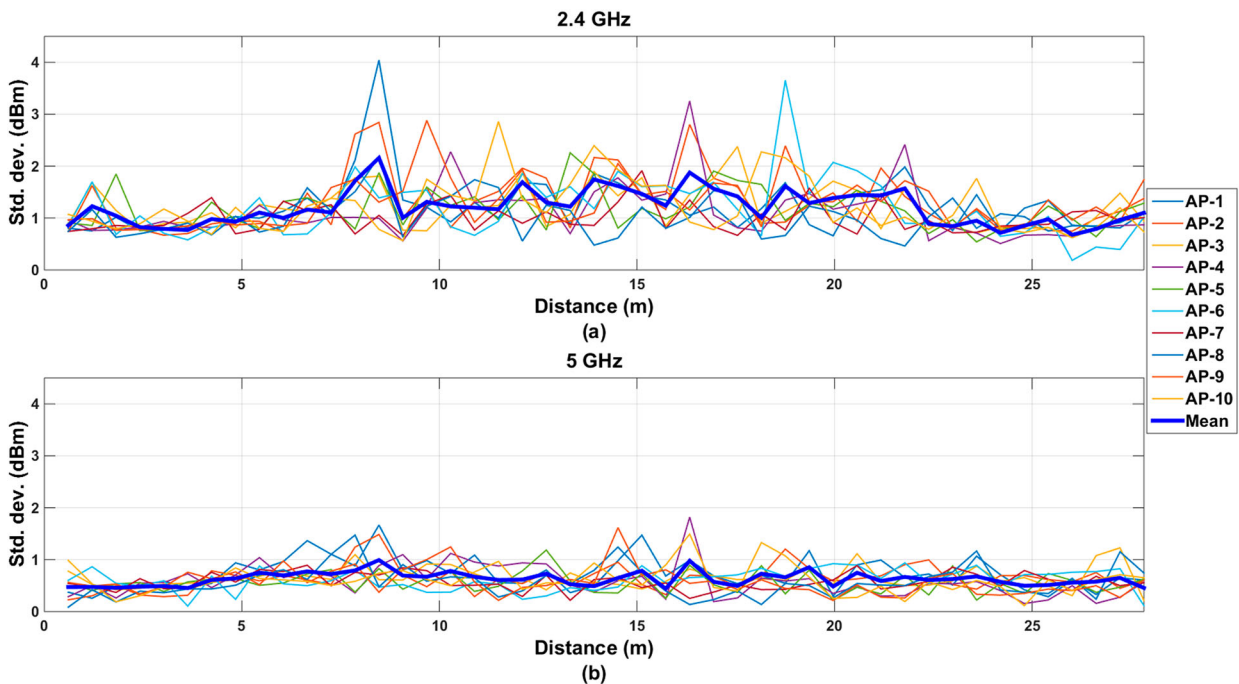 2.4 GHz
Std. dev. (dBm)
4
3
2
1
0
0 5 10 15 20 25
Distance (m)
(a)
5 GHz
Std. dev. (dBm)
4
3
2
1
0
0 5 10 15 20 25
Distance (m)
(b)
AP-1
AP-2
AP-3
AP-4
AP-5
AP-6
AP-7
AP-8
AP-9
AP-10
Mean